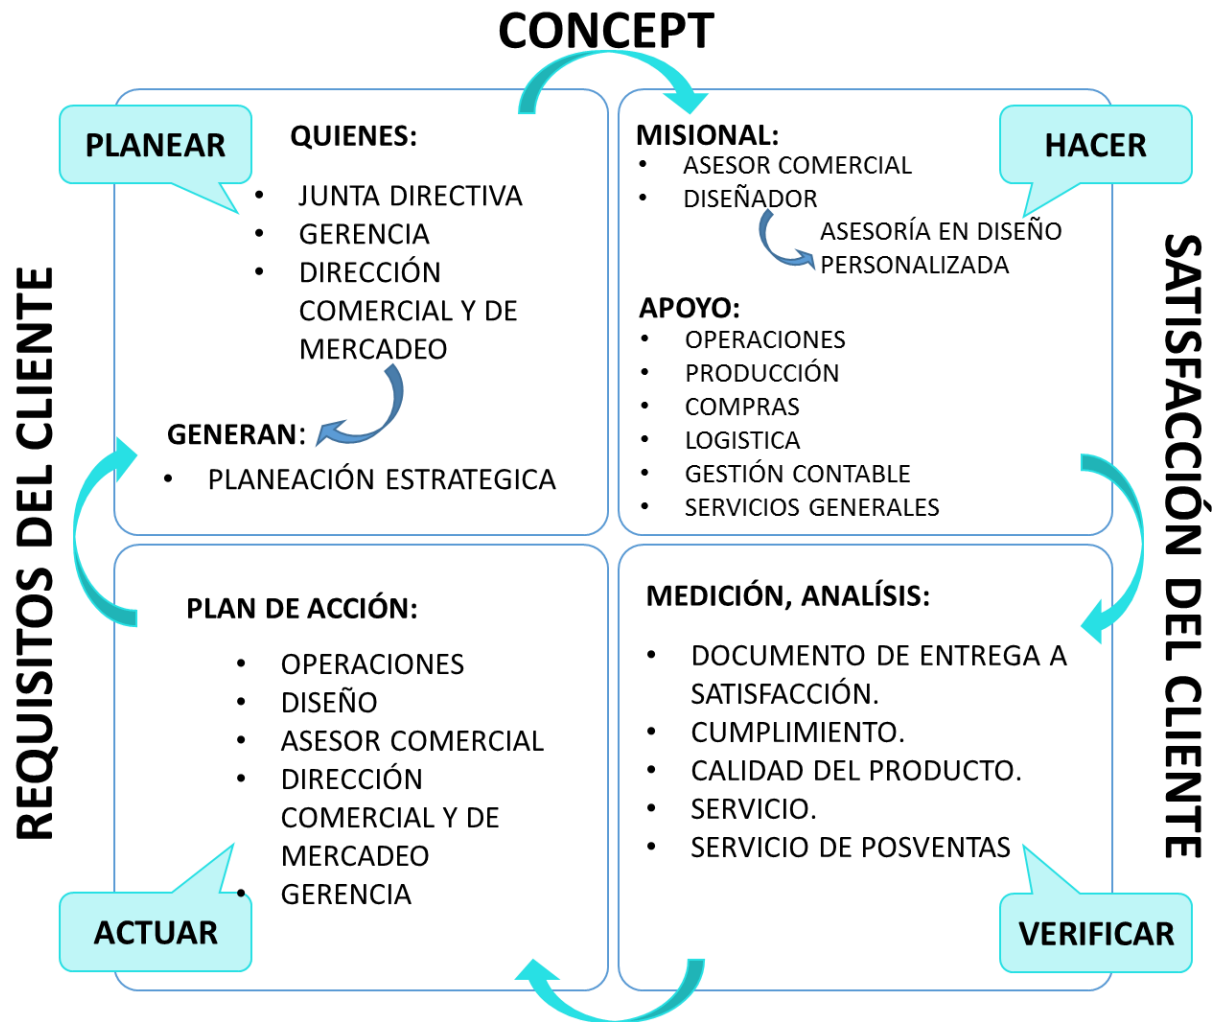 CONCEPT
REQUISITOS DEL CLIENTE
PLANEAR
QUIENES:
• JUNTA DIRECTIVA
• GERENCIA
• DIRECCIÓN
COMERCIAL Y DE
MERCADEO
GENERAN:
• PLANEACIÓN ESTRATEGICA
HACER
MISIONAL:
• ASESOR COMERCIAL
• DISEÑADOR
ASESORÍA EN DISEÑO
PERSONALIZADA
APOYO:
• OPERACIONES
• PRODUCCIÓN
• COMPRAS
• LOGISTICA
• GESTIÓN CONTABLE
• SERVICIOS GENERALES
SATISFACCIÓN DEL CLIENTE
PLAN DE ACCIÓN:
• OPERACIONES
• DISEÑO
• ASESOR COMERCIAL
• DIRECCIÓN
COMERCIAL Y DE
MERCADEO
• GERENCIA
ACTUAR
MEDICIÓN, ANALÍSIS:
• DOCUMENTO DE ENTREGA A
SATISFACCIÓN.
• CUMPLIMIENTO.
• CALIDAD DEL PRODUCTO.
• SERVICIO.
• SERVICIO DE POSVENTAS
VERIFICAR